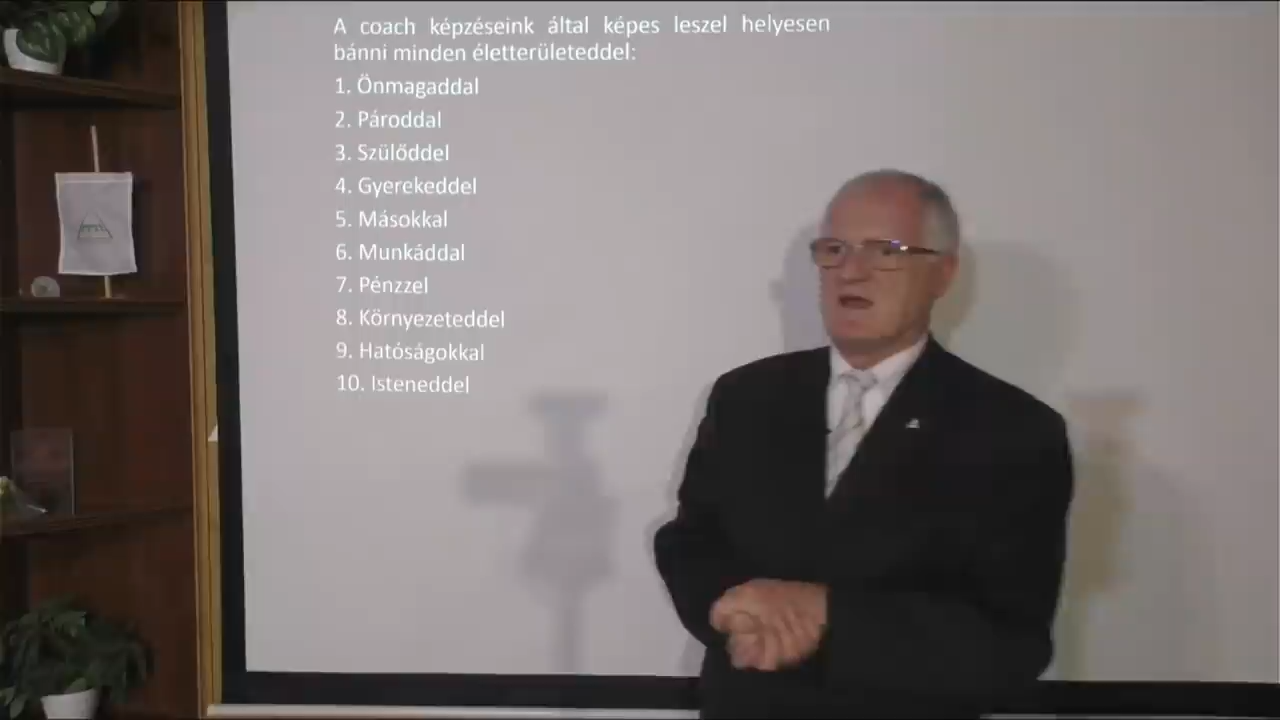 A coach képzéseink által képes leszel helyesen
bánni minden életterületeddel:
1. Önmagaddal
2. Pároddal
3. Szülőddel
4. Gyerekeddel
5. Másokkal
6. Munkáddal
7. Pénzzel
8. Környezeteddel
9. Hatóságokkal
10. Isteneddel